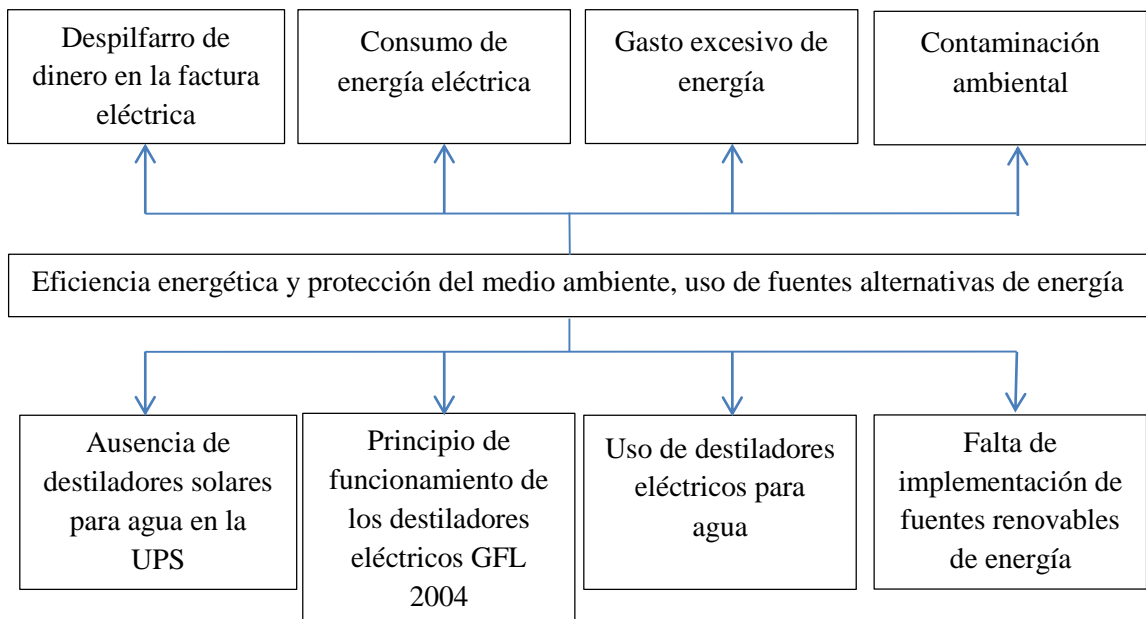 Despilfarro de
dinero en la factura
eléctrica
Consumo de
energía eléctrica
Gasto excesivo de
energía
Contaminación
ambiental
Eficiencia energética y protección del medio ambiente, uso de fuentes alternativas de energía
Ausencia de
destiladores solares
para agua en la
UPS
Principio de
funcionamiento de
los destiladores
eléctricos GFL
2004
Uso de destiladores
eléctricos para
agua
Falta de
implementación de
fuentes renovables
de energía